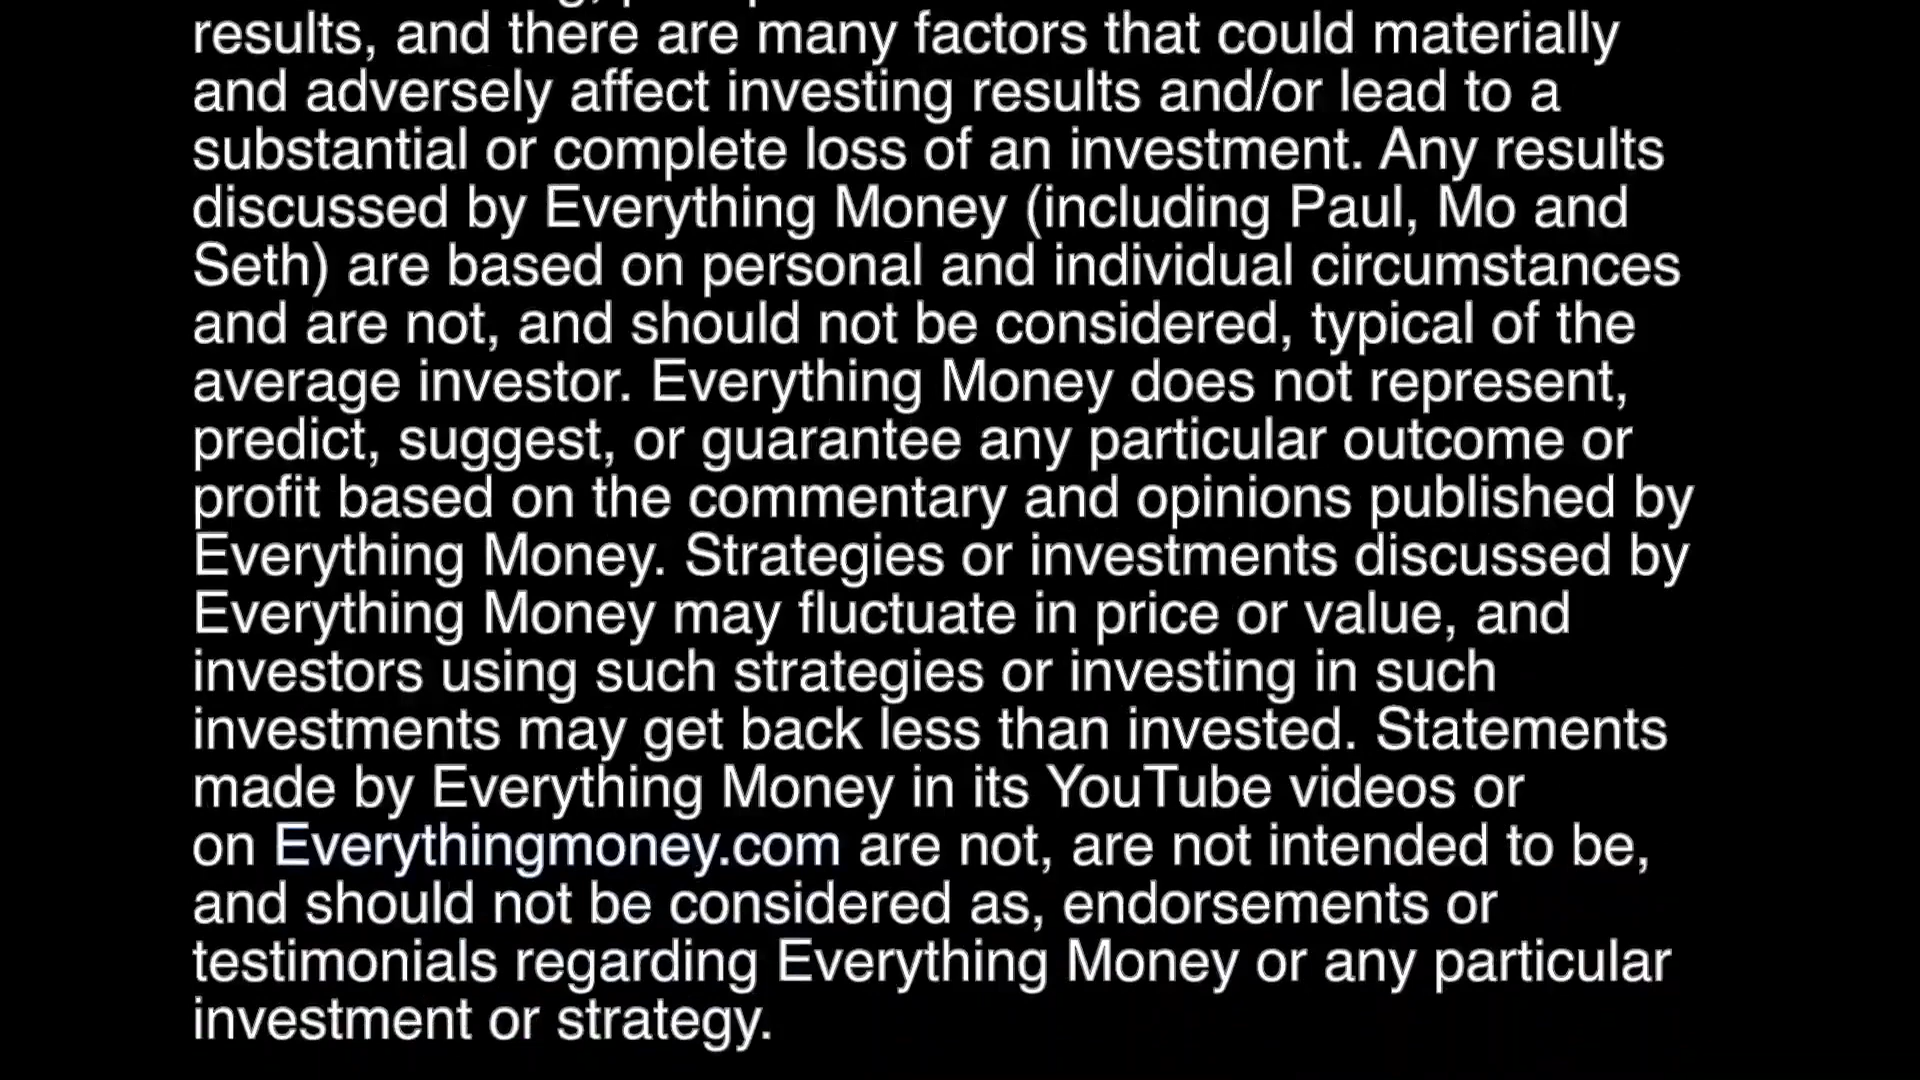 results, and there are many factors that could materially
and adversely affect investing results and/or lead to a
substantial or complete loss of an investment. Any results
discussed by Everything Money (including Paul, Mo and
Seth) are based on personal and individual circumstances
and are not, and should not be considered, typical of the
average investor. Everything Money does not represent,
predict, suggest, or guarantee any particular outcome or
profit based on the commentary and opinions published by
Everything Money. Strategies or investments discussed by
Everything Money may fluctuate in price or value, and
investors using such strategies or investing in such
investments may get back less than invested. Statements
made by Everything Money in its YouTube videos or
on Everythingmoney.com are not, are not intended to be,
and should not be considered as, endorsements or
testimonials regarding Everything Money or any particular
investment or strategy.